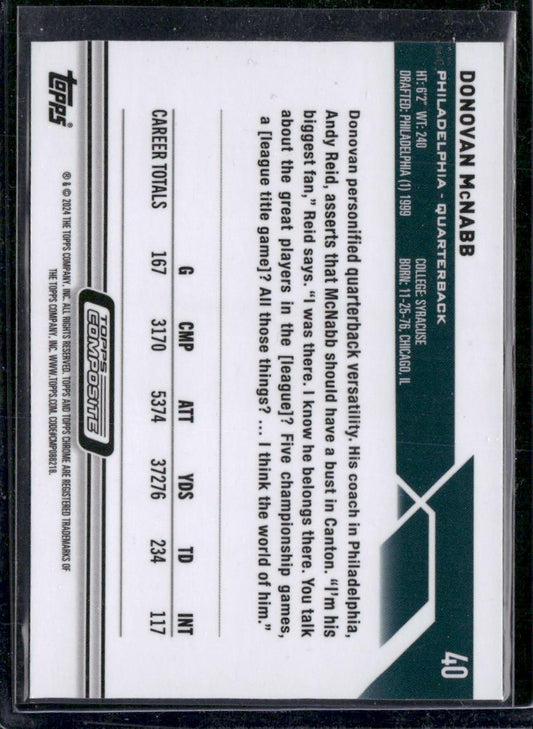 DONOVAN McNABB
40
PHILADELPHIA - QUARTERBACK
HT: 6'2" WT: 240 COLLEGE: SYRACUSE
DRAFTED: PHILADELPHIA (1) 1999 BORN: 11-25-76, CHICAGO, IL
Donovan personified quarterback versatility. His coach in Philadelphia,
Andy Reid, asserts that McNabb should have a bust in Canton. "I'm his
biggest fan," Reid says. "I was there. I know he belongs there. You talk
about the great players in the [league]? Five championship games,
a [league title game]? All those things? ... I think the world of him."
G CMP ATT YDS TD INT
CAREER TOTALS 167 3170 5374 37276 234 117
TOPPS
COMPOSITE
topps®
® & © 2024 THE TOPPS COMPANY, INC. ALL RIGHTS RESERVED. TOPPS AND TOPPS CHROME ARE REGISTERED TRADEMARKS OF
THE TOPPS COMPANY, INC. WWW.TOPPS.COM. CODE#CMP088218.